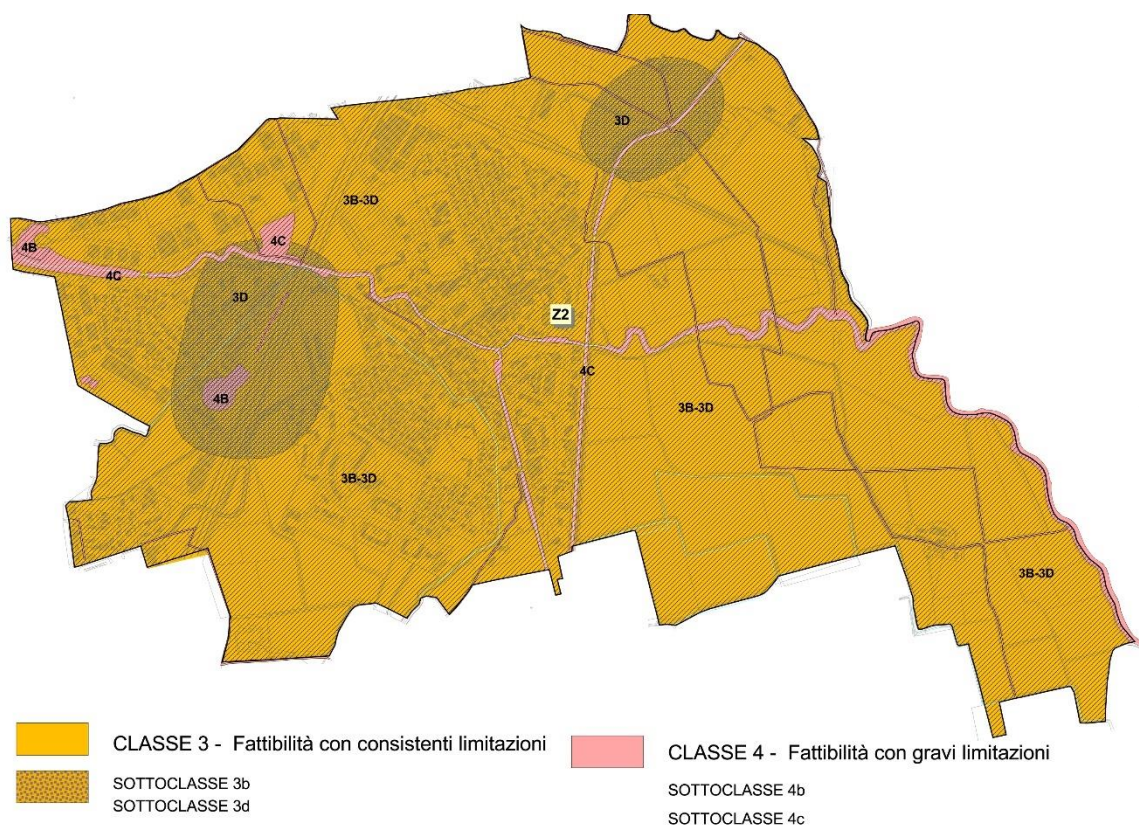 3D
3B-3D
4B
4C
4C
3D
Z2
4B
4C
3B-3D
3B-3D
3B-3D
CLASSE 3 - Fattibilità con consistenti limitazioni
SOTTOCLASSE 3b
SOTTOCLASSE 3d
CLASSE 4 - Fattibilità con gravi limitazioni
SOTTOCLASSE 4b
SOTTOCLASSE 4c